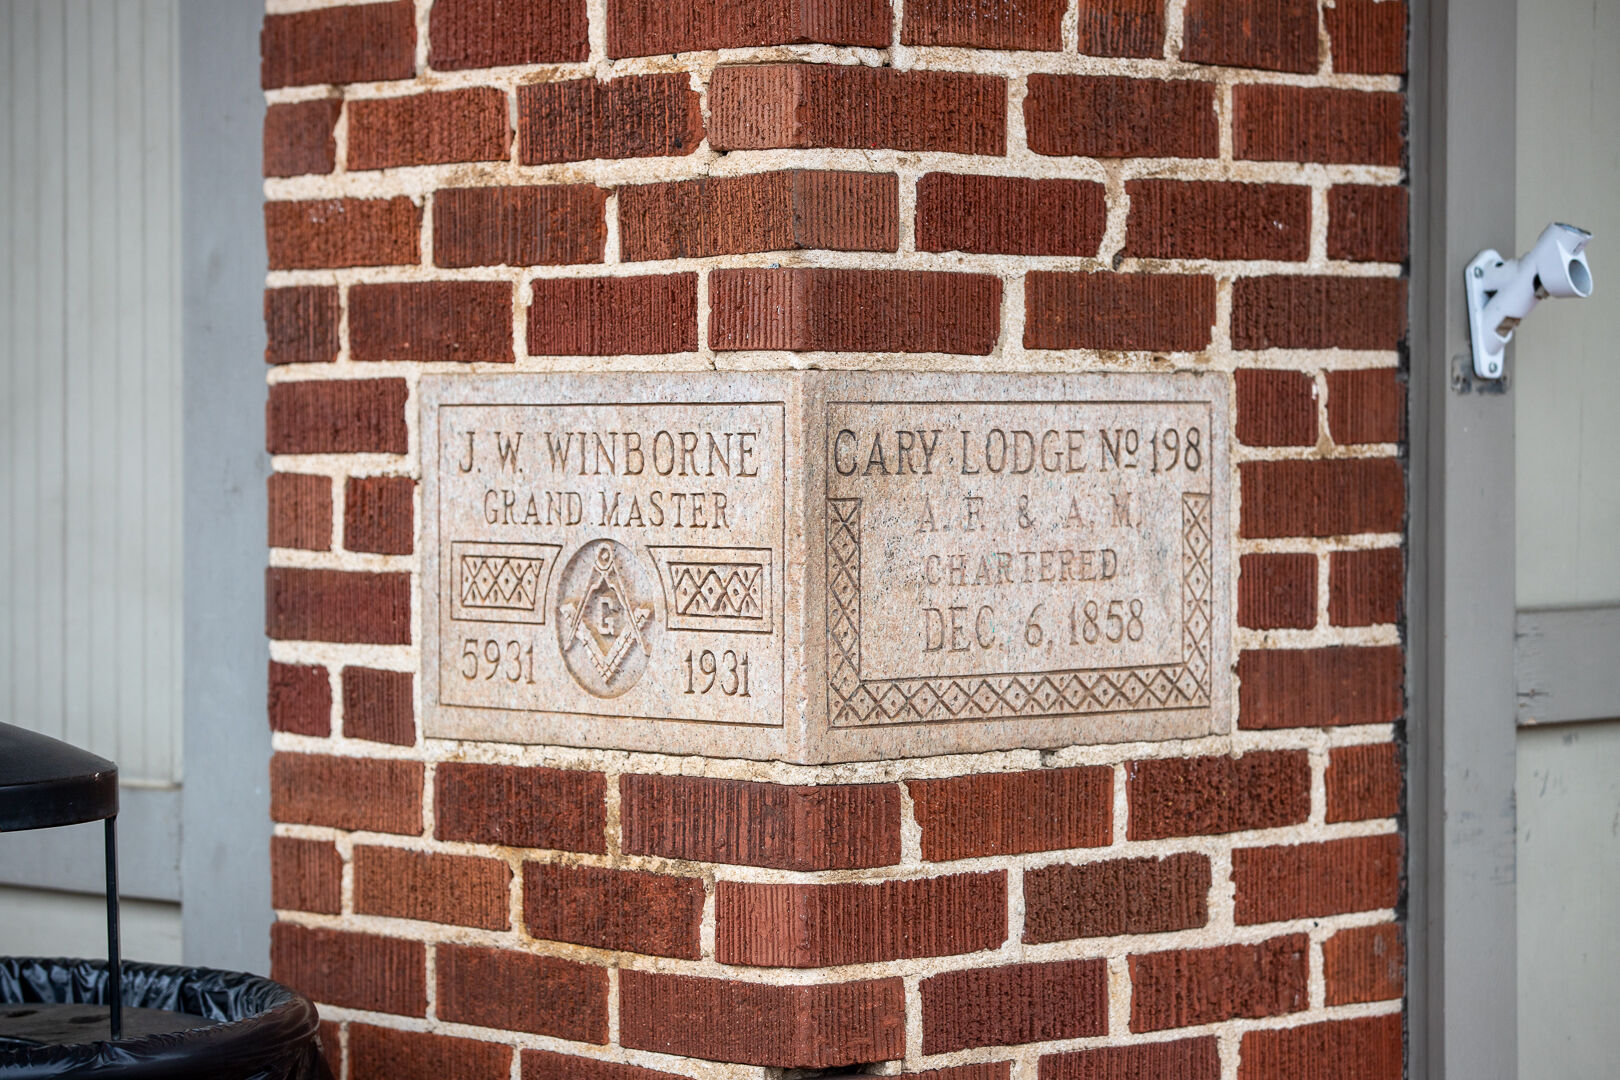 J. W. WINBORNE
GRAND MASTER
G
5931 1931
CARY LODGE Nº 198
A. F. & A. M.
CHARTERED
DEC. 6, 1858